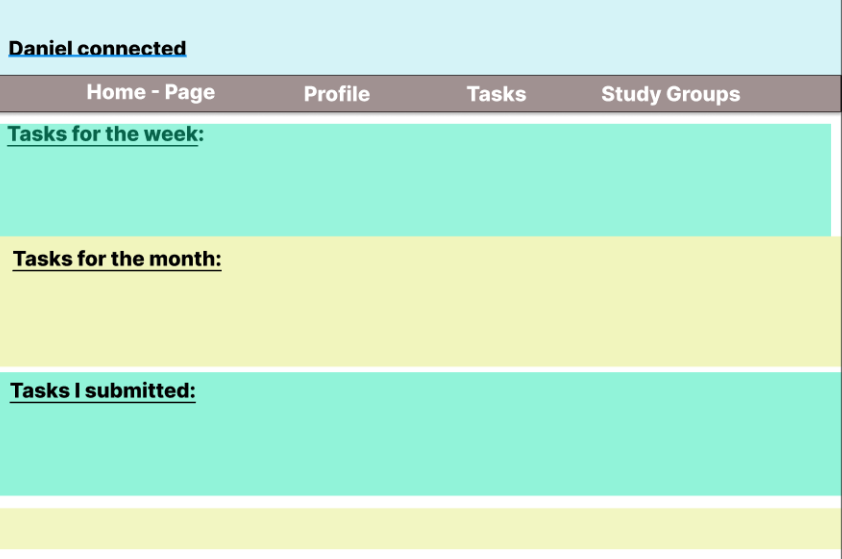 Daniel connected
Home - Page Profile Tasks Study Groups
Tasks for the week:
Tasks for the month:
Tasks I submitted: